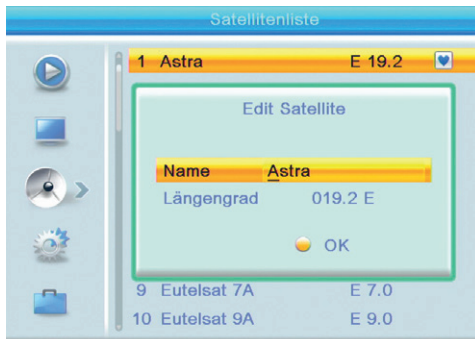 Satellitenliste
1 Astra E 19.2
Edit Satellite
Name Astra
Längengrad 019.2 E
OK
9 Eutelsat 7A E 7.0
10 Eutelsat 9A E 9.0